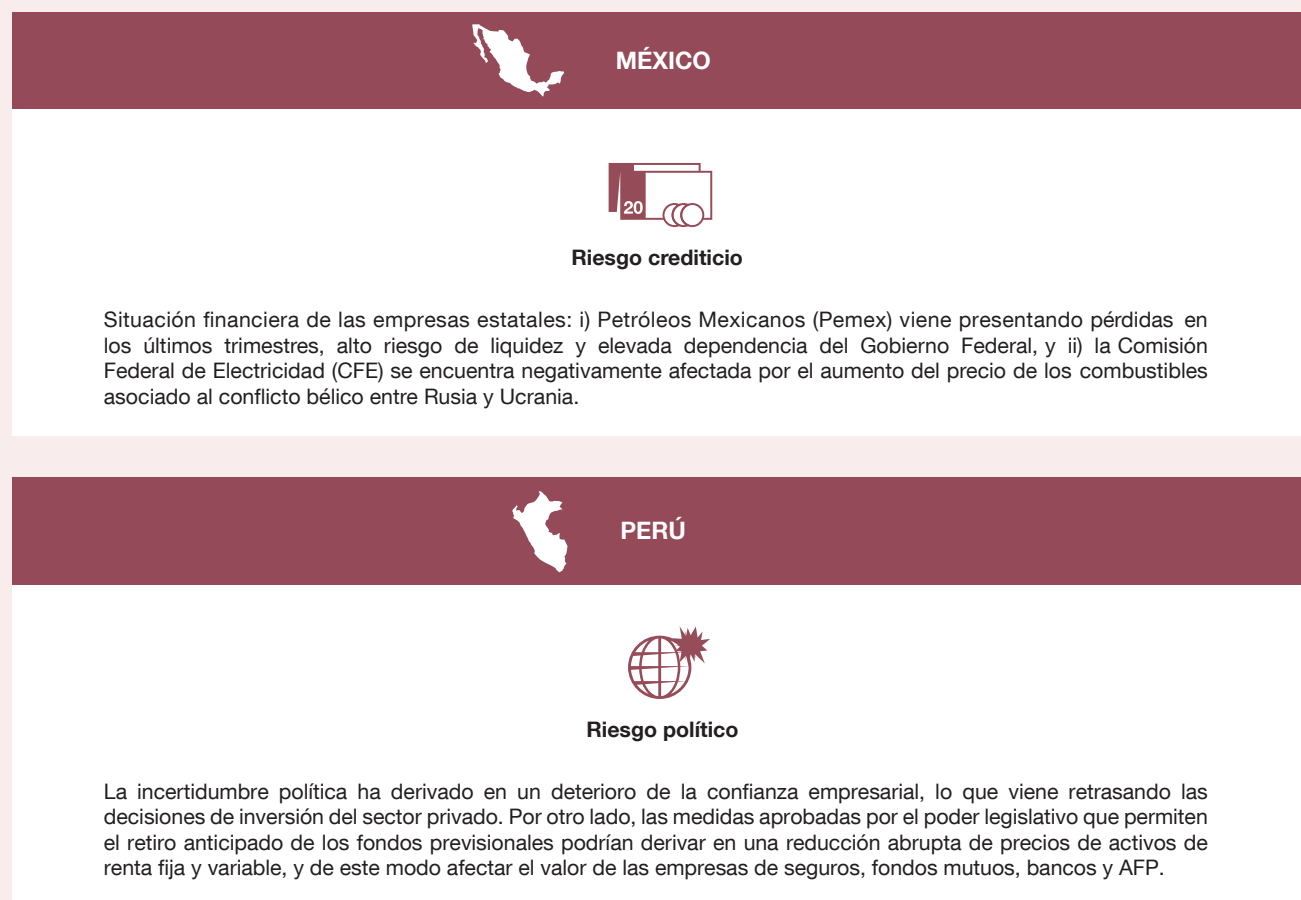 MÉXICO
20
Riesgo crediticio
Situación financiera de las empresas estatales: i) Petróleos Mexicanos (Pemex) viene presentando pérdidas en
los últimos trimestres, alto riesgo de liquidez y elevada dependencia del Gobierno Federal, y ii) la Comisión
Federal de Electricidad (CFE) se encuentra negativamente afectada por el aumento del precio de los combustibles
asociado al conflicto bélico entre Rusia y Ucrania.
PERÚ
Riesgo político
La incertidumbre política ha derivado en un deterioro de la confianza empresarial, lo que viene retrasando las
decisiones de inversión del sector privado. Por otro lado, las medidas aprobadas por el poder legislativo que permiten
el retiro anticipado de los fondos previsionales podrían derivar en una reducción abrupta de precios de activos de
renta fija y variable, y de este modo afectar el valor de las empresas de seguros, fondos mutuos, bancos y AFP.